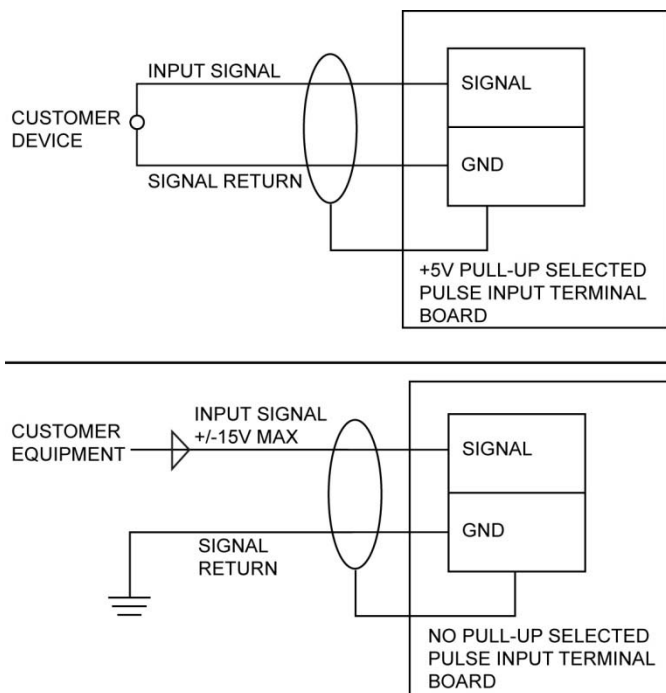 INPUT SIGNAL
SIGNAL
CUSTOMER
DEVICE
GND
SIGNAL RETURN
+5V PULL-UP SELECTED
PULSE INPUT TERMINAL
BOARD
INPUT SIGNAL
+/-15V MAX
CUSTOMER
EQUIPMENT
SIGNAL
GND
SIGNAL
RETURN
NO PULL-UP SELECTED
PULSE INPUT TERMINAL
BOARD